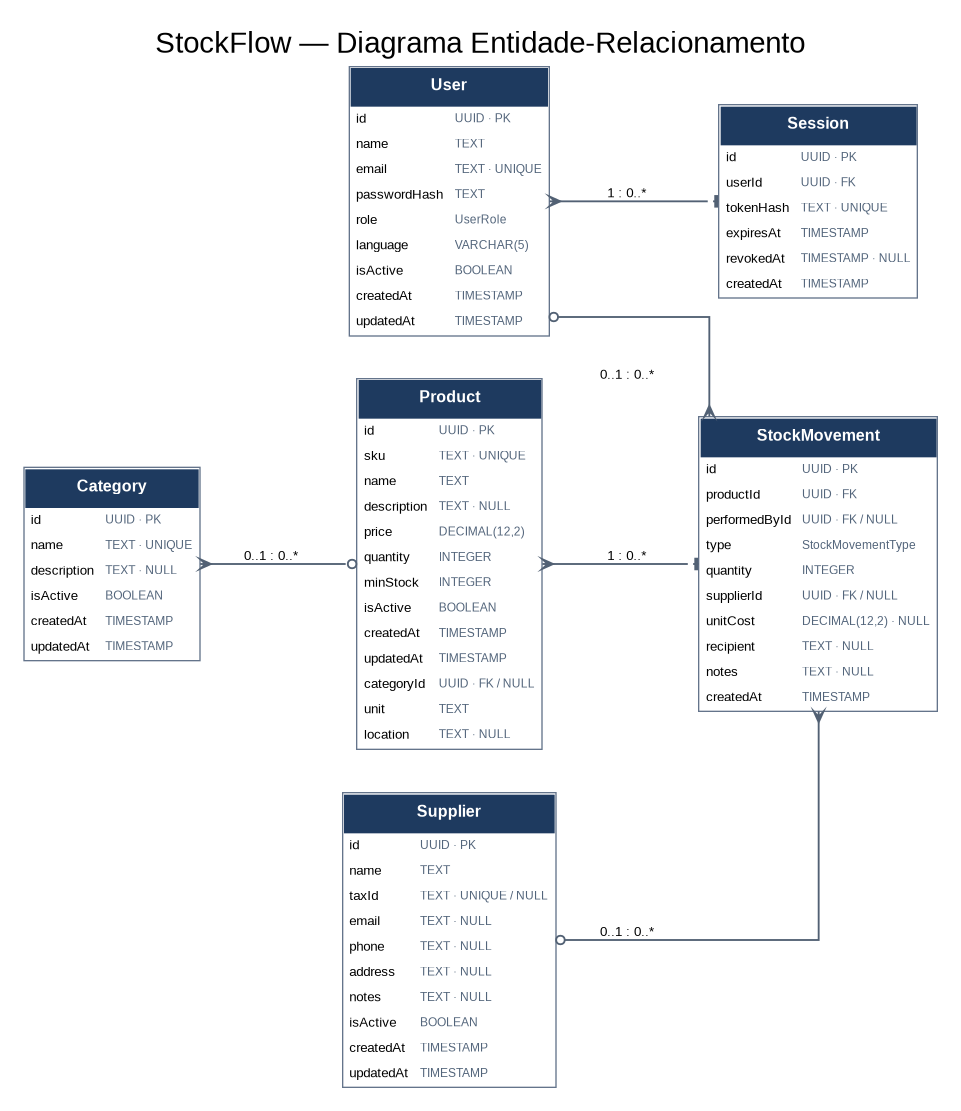 StockFlow — Diagrama Entidade-Relacionamento
User
id UUID · PK
name TEXT
email TEXT · UNIQUE
passwordHash TEXT
role UserRole
language VARCHAR(5)
isActive BOOLEAN
createdAt TIMESTAMP
updatedAt TIMESTAMP
1 : 0..*
Session
id UUID · PK
userId UUID · FK
tokenHash TEXT · UNIQUE
expiresAt TIMESTAMP
revokedAt TIMESTAMP · NULL
createdAt TIMESTAMP
0..1 : 0..*
Category
id UUID · PK
name TEXT · UNIQUE
description TEXT · NULL
isActive BOOLEAN
createdAt TIMESTAMP
updatedAt TIMESTAMP
0..1 : 0..*
Product
id UUID · PK
sku TEXT · UNIQUE
name TEXT
description TEXT · NULL
price DECIMAL(12,2)
quantity INTEGER
minStock INTEGER
isActive BOOLEAN
createdAt TIMESTAMP
updatedAt TIMESTAMP
categoryId UUID · FK / NULL
unit TEXT
location TEXT · NULL
1 : 0..*
StockMovement
id UUID · PK
productId UUID · FK
performedById UUID · FK / NULL
type StockMovementType
quantity INTEGER
supplierId UUID · FK / NULL
unitCost DECIMAL(12,2) · NULL
recipient TEXT · NULL
notes TEXT · NULL
createdAt TIMESTAMP
Supplier
id UUID · PK
name TEXT
taxId TEXT · UNIQUE / NULL
email TEXT · NULL
phone TEXT · NULL
address TEXT · NULL
notes TEXT · NULL
isActive BOOLEAN
createdAt TIMESTAMP
updatedAt TIMESTAMP
0..1 : 0..*